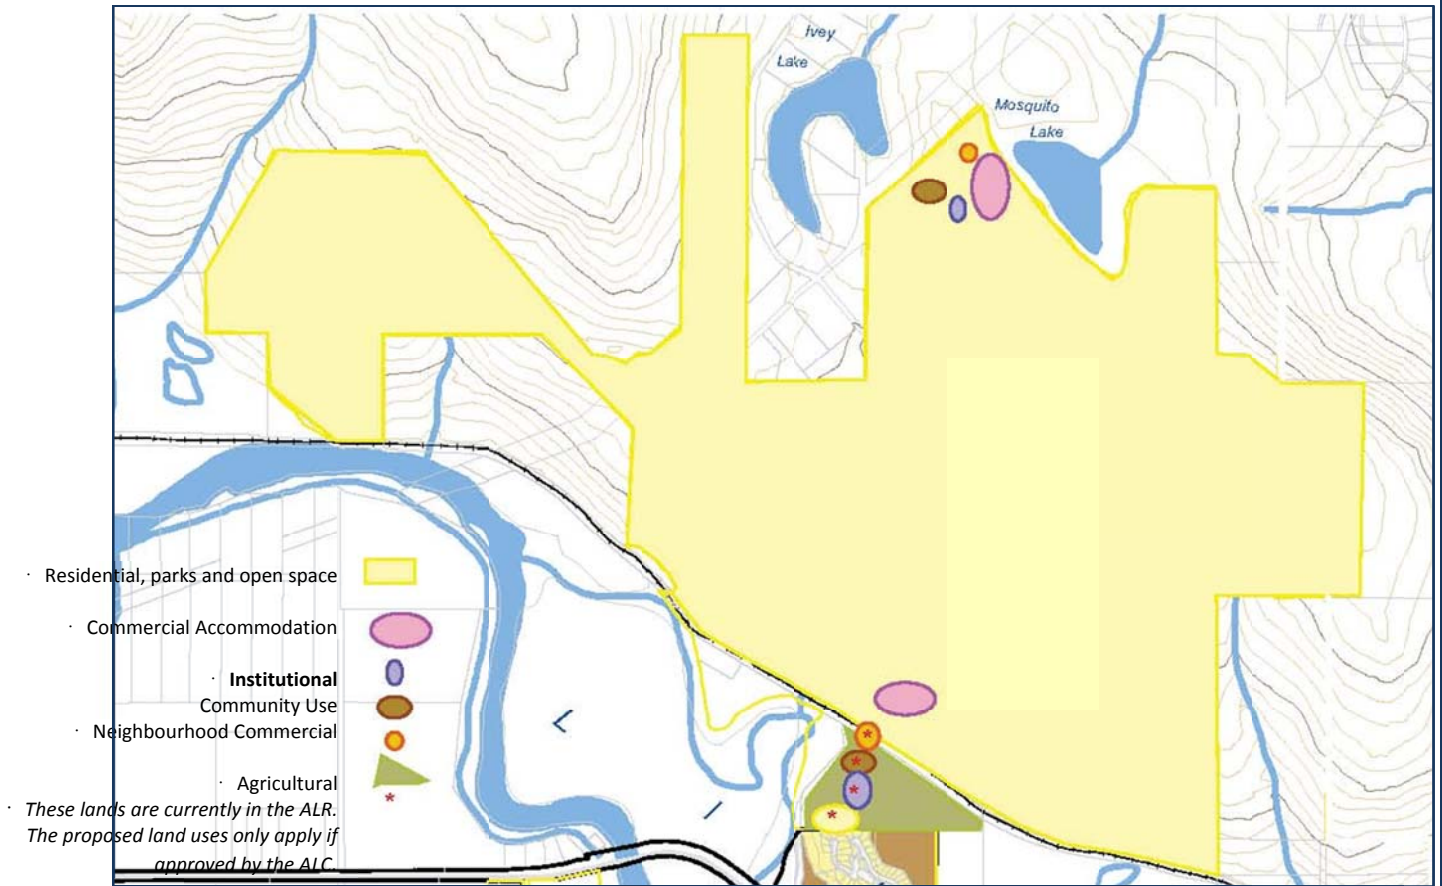 Ivey
Lake
Mosquito
Lake
· Residential, parks and open space
· Commercial Accommodation
· Institutional
Community Use
· Neighbourhood Commercial
· Agricultural
*
· These lands are currently in the ALR.
The proposed land uses only apply if
approved by the ALC.
*
*
*
*